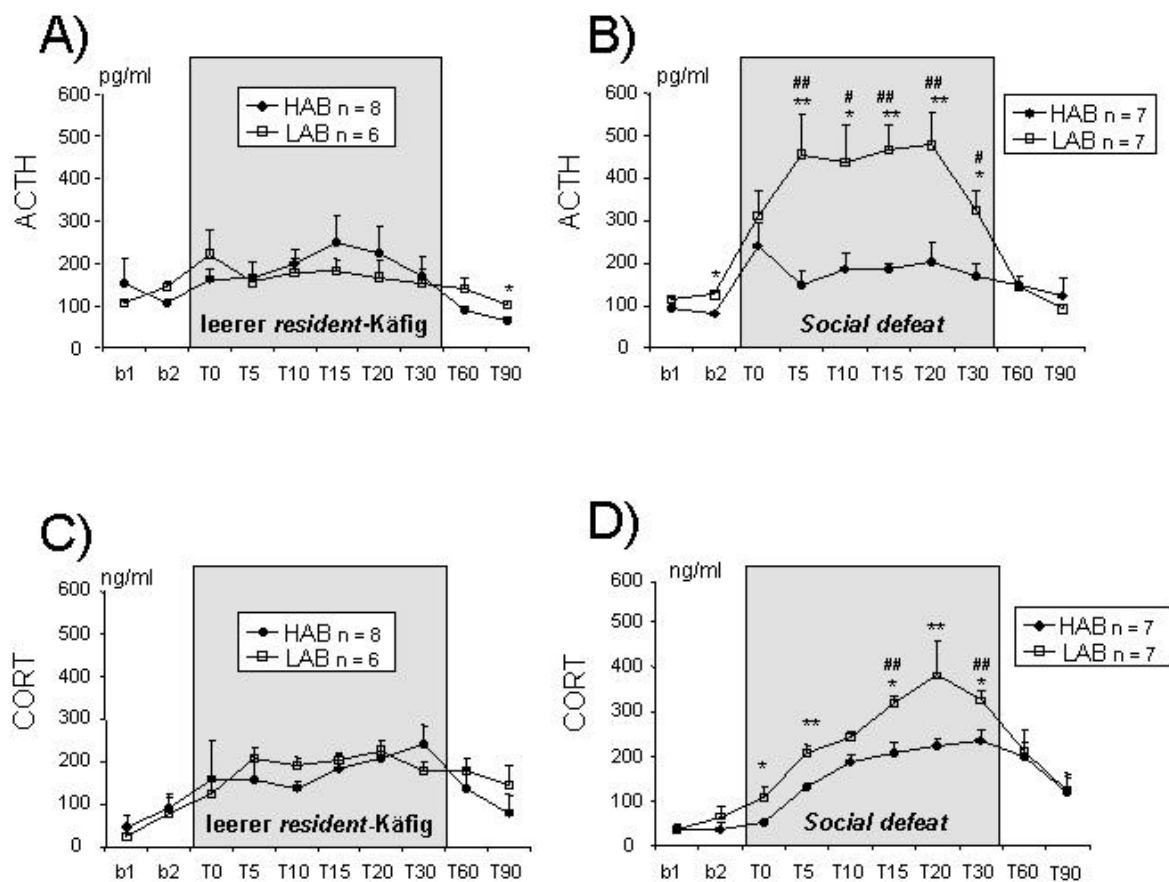 A)
pg/ml
600
500
400
300
200
100
0
ACTH
HAB n = 8
LAB n = 6
*
leerer resident-Käfig
b1 b2 T0 T5 T10 T15 T20 T30 T60 T90
B)
pg/ml
600
500
400
300
200
100
0
ACTH
HAB n = 7
LAB n = 7
## # ## ##
** * ** **
#
*
*
Social defeat
b1 b2 T0 T5 T10 T15 T20 T30 T60 T90
C)
ng/ml
600
500
400
300
200
100
0
CORT
HAB n = 8
LAB n = 6
leerer resident-Käfig
b1 b2 T0 T5 T10 T15 T20 T30 T60 T90
D)
ng/ml
600
500
400
300
200
100
0
CORT
HAB n = 7
LAB n = 7
**
## ##
* *
**
*
Social defeat
b1 b2 T0 T5 T10 T15 T20 T30 T60 T90